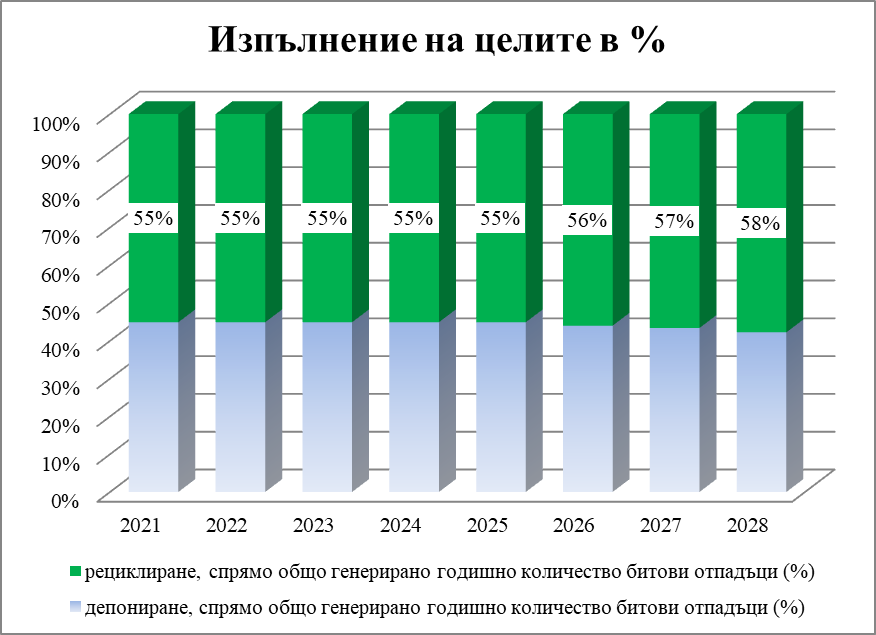 Изпълнение на целите в %
100%
90%
80%
70%
60%
50%
40%
30%
20%
10%
0%
55% 55% 55% 55% 55% 56% 57% 58%
2021 2022 2023 2024 2025 2026 2027 2028
рециклиране, спрямо общо генерирано годишно количество битови отпадъци (%)
депониране, спрямо общо генерирано годишно количество битови отпадъци (%)